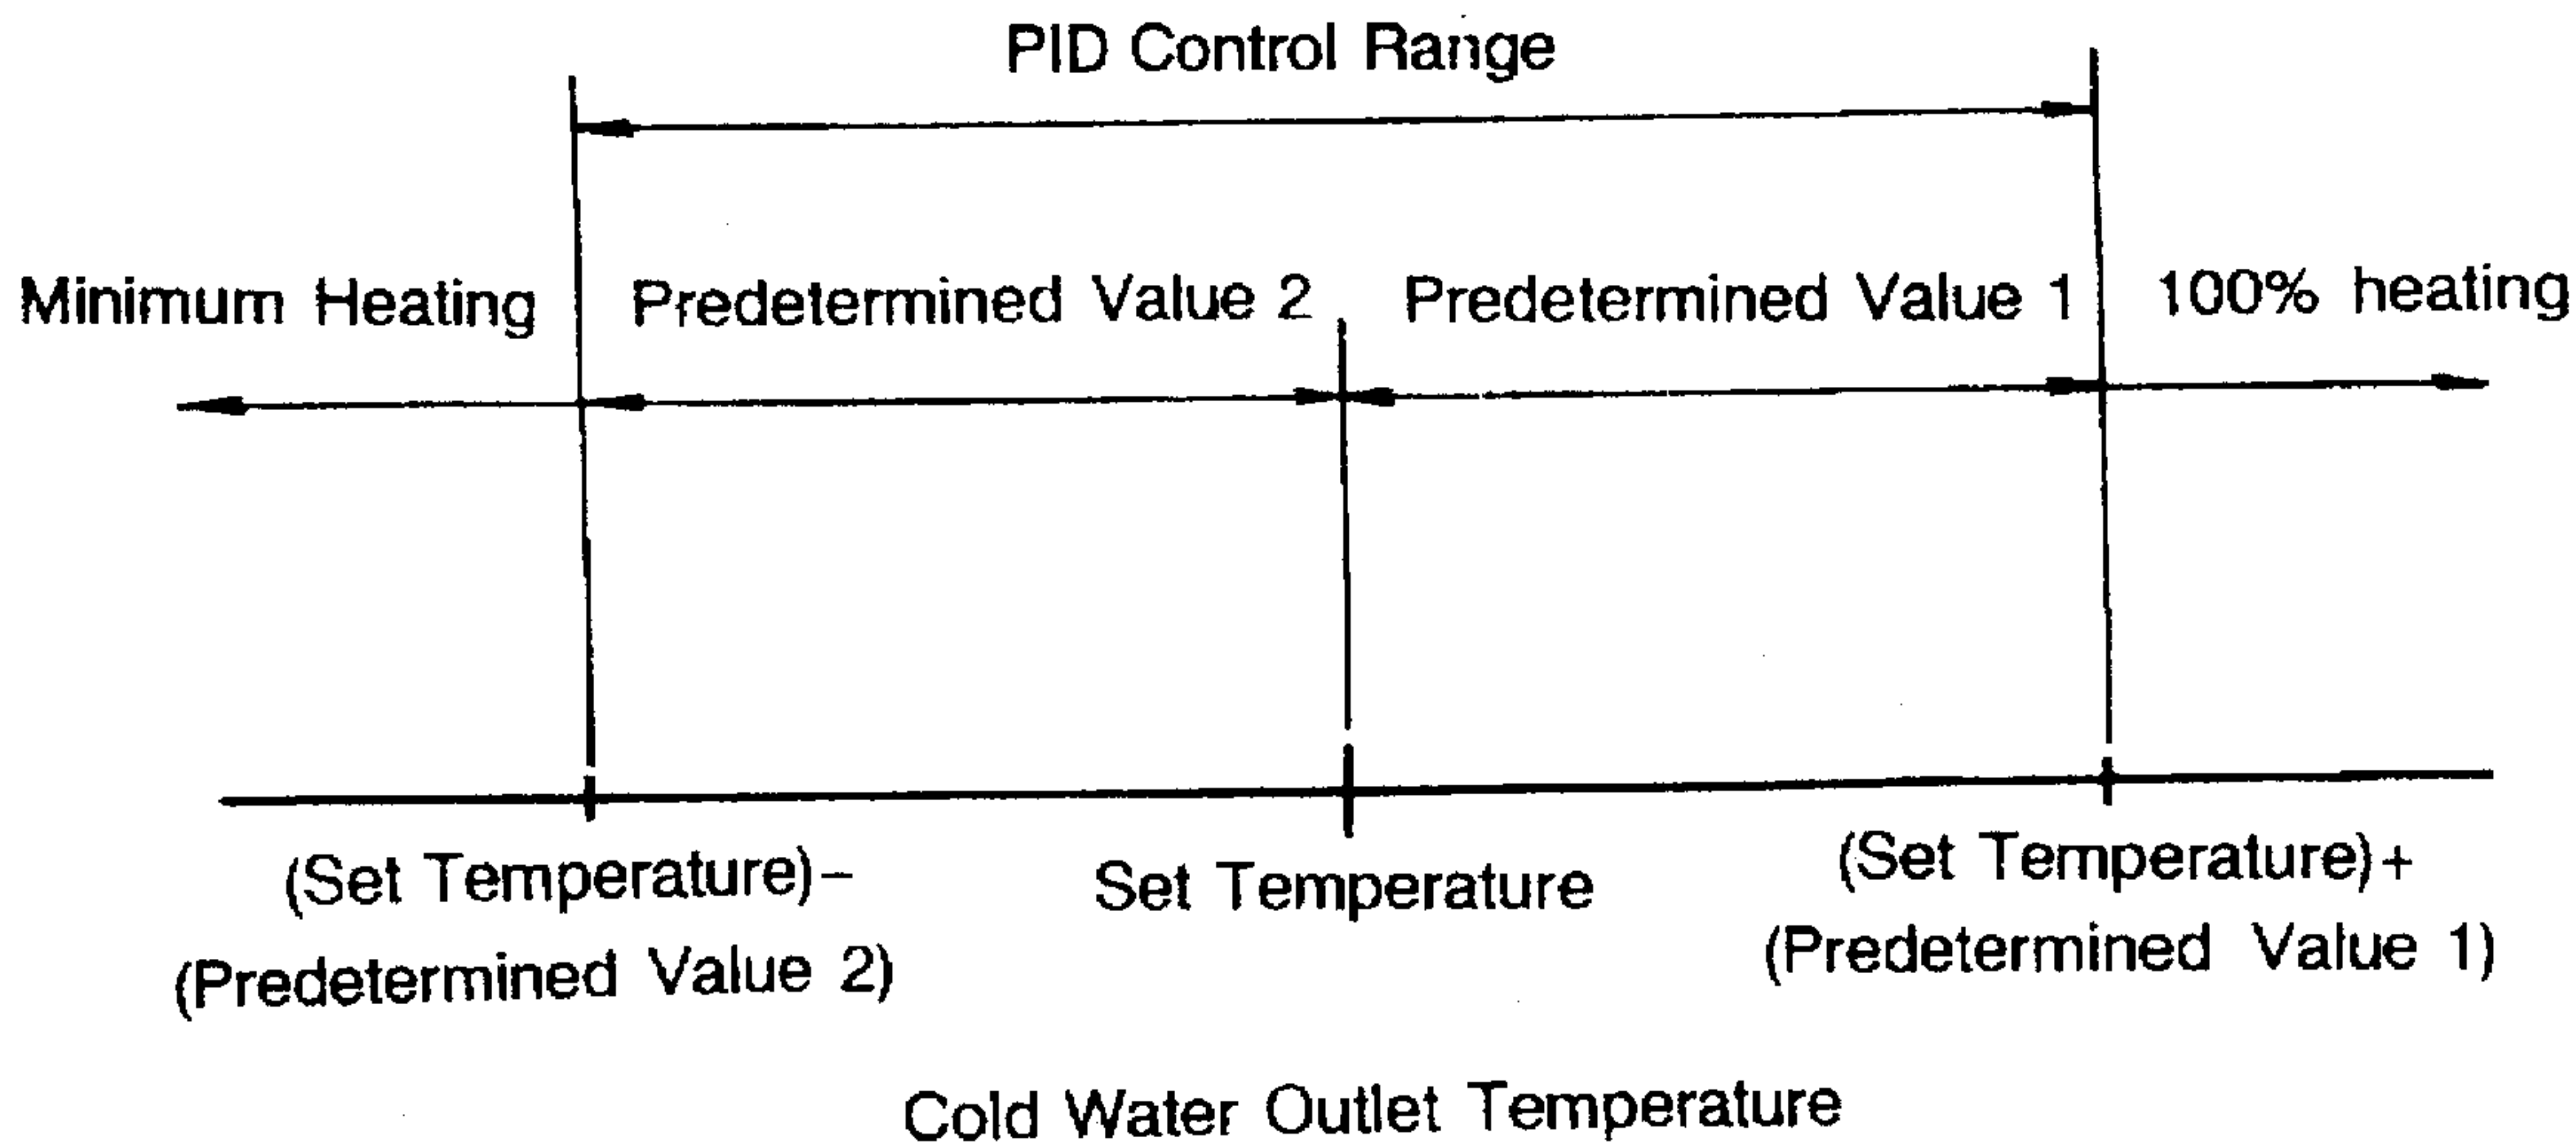 PID Control Range
Minimum Heating
Predetermined Value 2
Predetermined Value 1
100% heating
(Set Temperature)-
(Predetermined Value 2)
Set Temperature
(Set Temperature)+
(Predetermined Value 1)
Cold Water Outlet Temperature